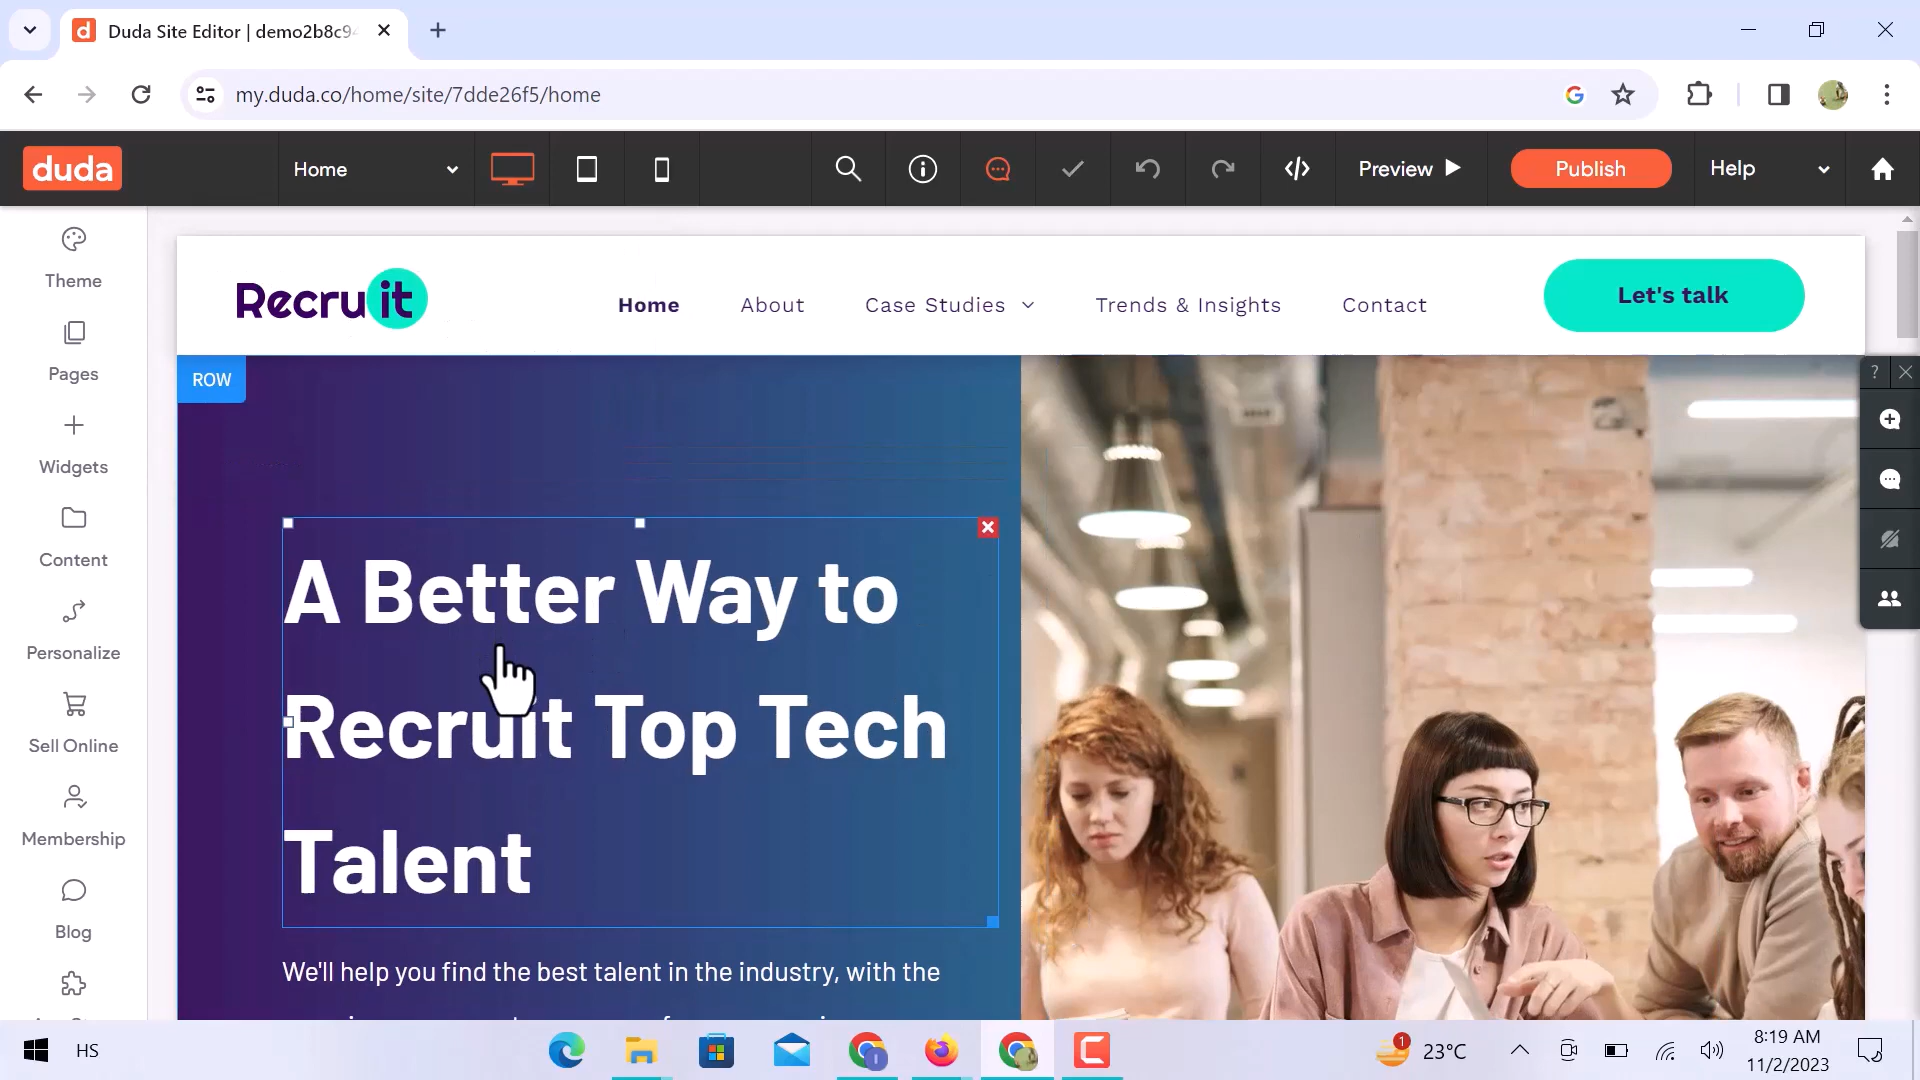 Duda Site Editor | demo2b8c9
my.duda.co/home/site/7dde26f5/home
duda
Home
Preview
Publish
Help
Theme
Pages
Widgets
Content
Personalize
Sell Online
Membership
Blog
Recruit
Home
About
Case Studies
Trends & Insights
Contact
Let's talk
ROW
A Better Way to
Recruit Top Tech
Talent
We'll help you find the best talent in the industry, with the
HS
1
23°C
8:19 AM
11/2/2023